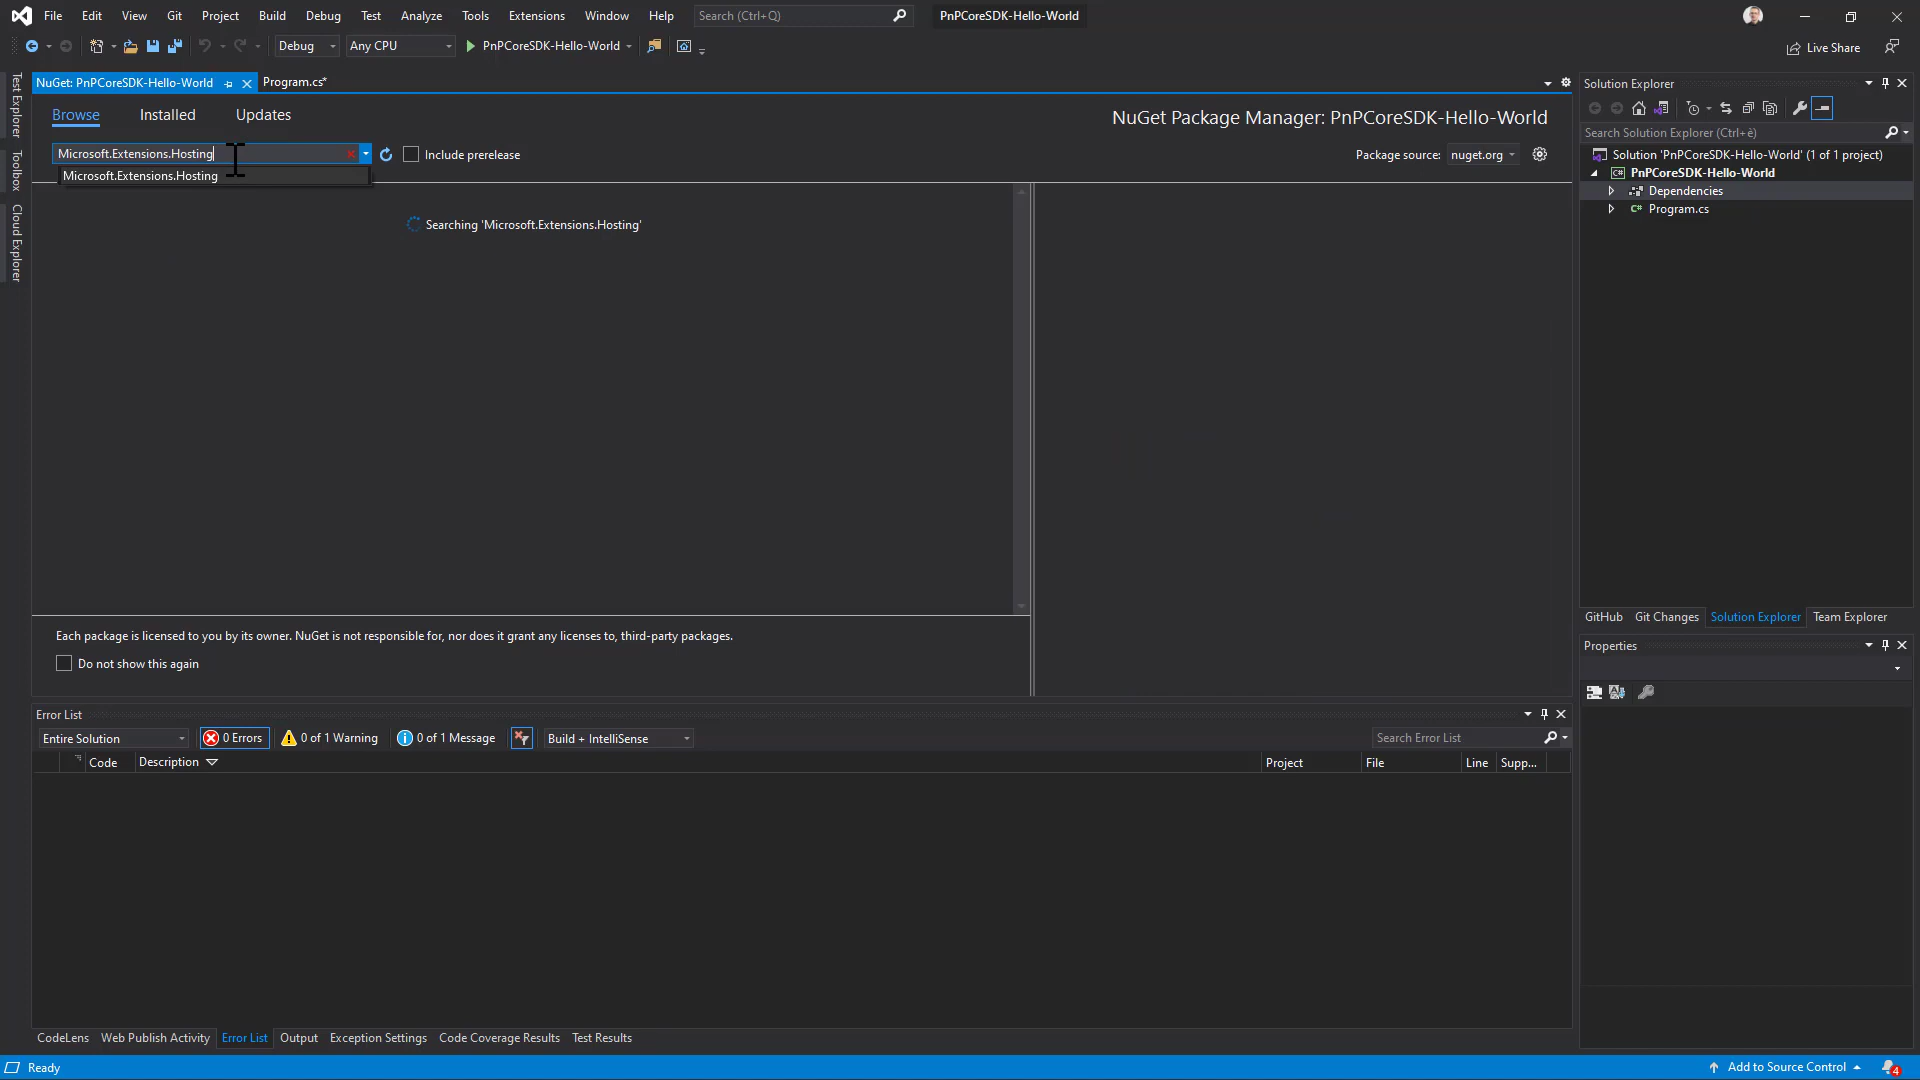 File Edit View Git Project Build Debug Test Analyze Tools Extensions Window Help Search (Ctrl+Q) PnPCoreSDK-Hello-World
Debug Any CPU PnPCoreSDK-Hello-World Live Share
Test Explorer
Toolbox
Cloud Explorer
NuGet: PnPCoreSDK-Hello-World Program.cs*
Browse Installed Updates
NuGet Package Manager: PnPCoreSDK-Hello-World
Microsoft.Extensions.Hosting Include prerelease Package source: nuget.org
Microsoft.Extensions.Hosting
Searching 'Microsoft.Extensions.Hosting'
Each package is licensed to you by its owner. NuGet is not responsible for, nor does it grant any licenses to, third-party packages.
Do not show this again
Solution Explorer
Search Solution Explorer (Ctrl+è)
Solution 'PnPCoreSDK-Hello-World' (1 of 1 project)
C# PnPCoreSDK-Hello-World
Dependencies
C# Program.cs
GitHub Git Changes Solution Explorer Team Explorer
Properties
Error List
Entire Solution 0 Errors 0 of 1 Warning 0 of 1 Message Build + IntelliSense Search Error List
Code Description Project File Line Supp...
CodeLens Web Publish Activity Error List Output Exception Settings Code Coverage Results Test Results
Ready Add to Source Control 4